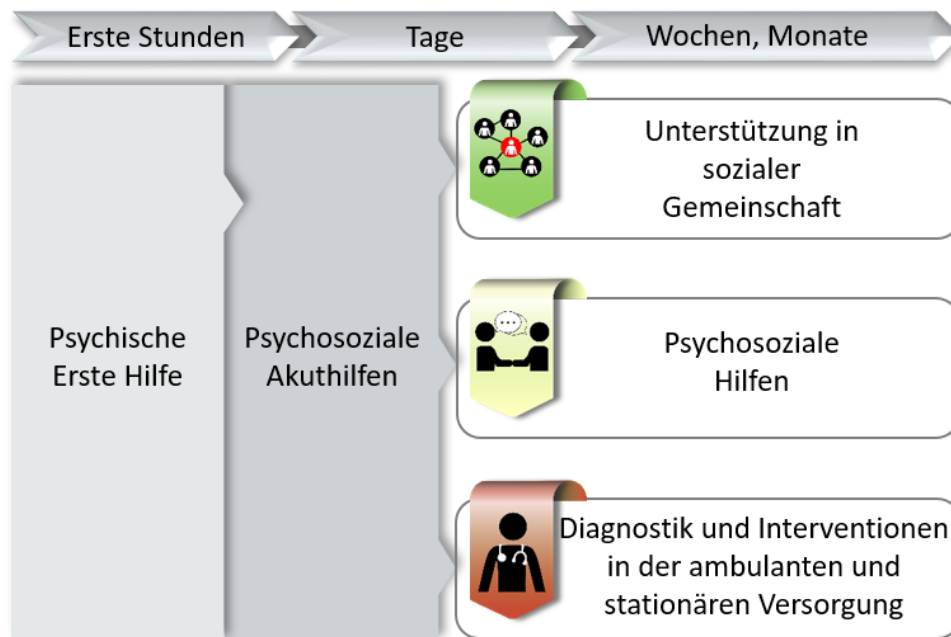 Erste Stunden
Tage
Wochen, Monate
Psychische
Erste Hilfe
Psychosoziale
Akuthilfen
Unterstützung in
sozialer
Gemeinschaft
Psychosoziale
Hilfen
Diagnostik und Interventionen
in der ambulanten und
stationären Versorgung